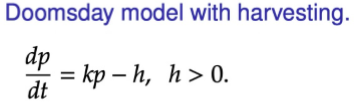 Doomsday model with harvesting.
dp/dt = kp – h, h > 0.